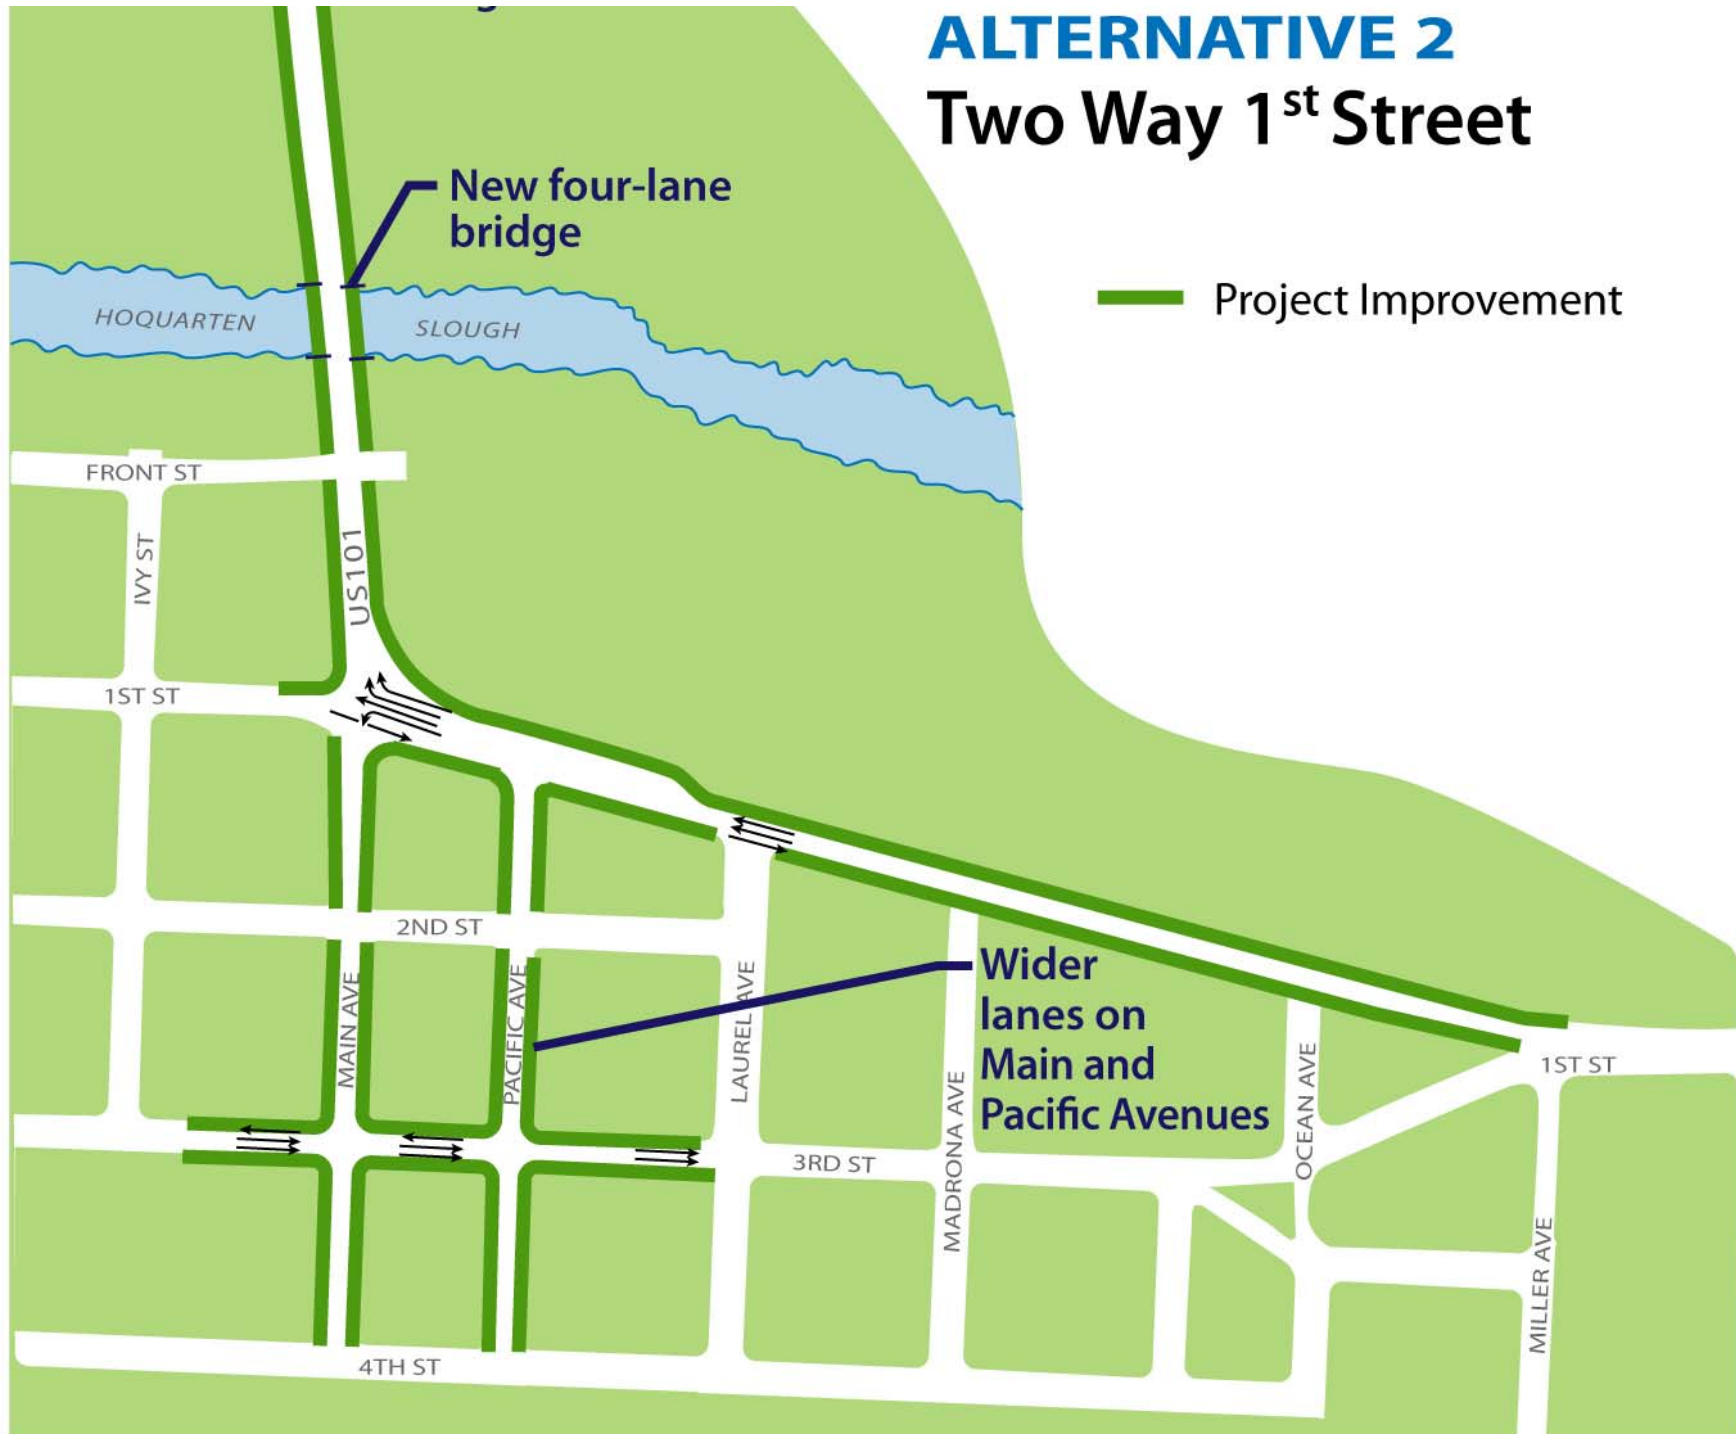 ALTERNATIVE 2
Two Way 1st Street
New four-lane
bridge
Project Improvement
HOQUARTEN
SLOUGH
FRONT ST
IVY ST
US101
1ST ST
2ND ST
MAIN AVE
PACIFIC AVE
LAUREL AVE
Wider
lanes on
Main and
Pacific Avenues
MADRONA AVE
OCEAN AVE
1ST ST
3RD ST
MILLER AVE
4TH ST